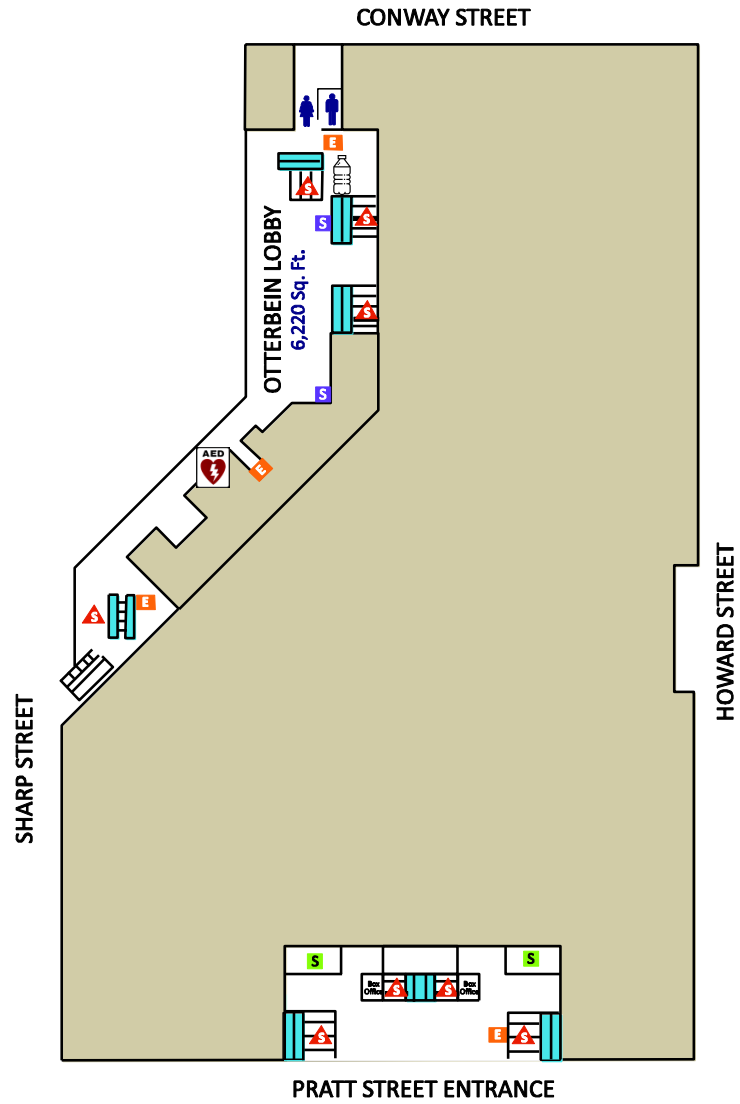 CONWAY STREET
E
S
S
S
OTTERBEIN LOBBY
6,220 Sq. Ft.
S
S
AED
E
E
S
HOWARD STREET
SHARP STREET
S
S
Box
Office
S
S
Box
Office
S
E
S
PRATT STREET ENTRANCE